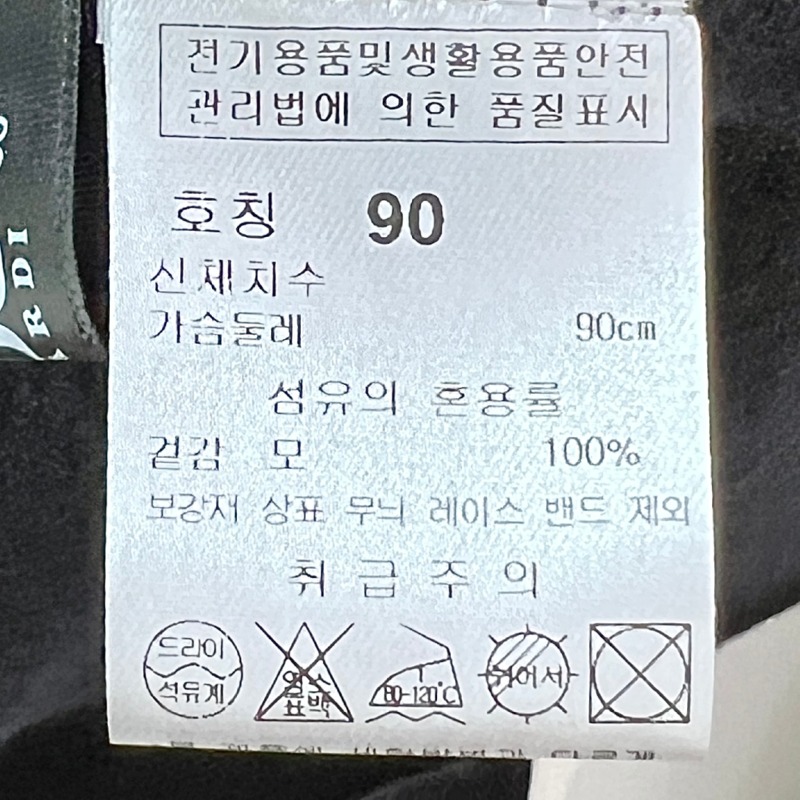 전기용품및생활용품안전
관리법에 의한 품질표시
호칭 90
신체치수
가슴둘레 90cm
섬유의 혼용률
겉감 모 100%
보강재 상표 무늬 레이스 밴드 제외
취급주의
드라이
석유계
염소
표백
80-120℃
뉘어서
RDI